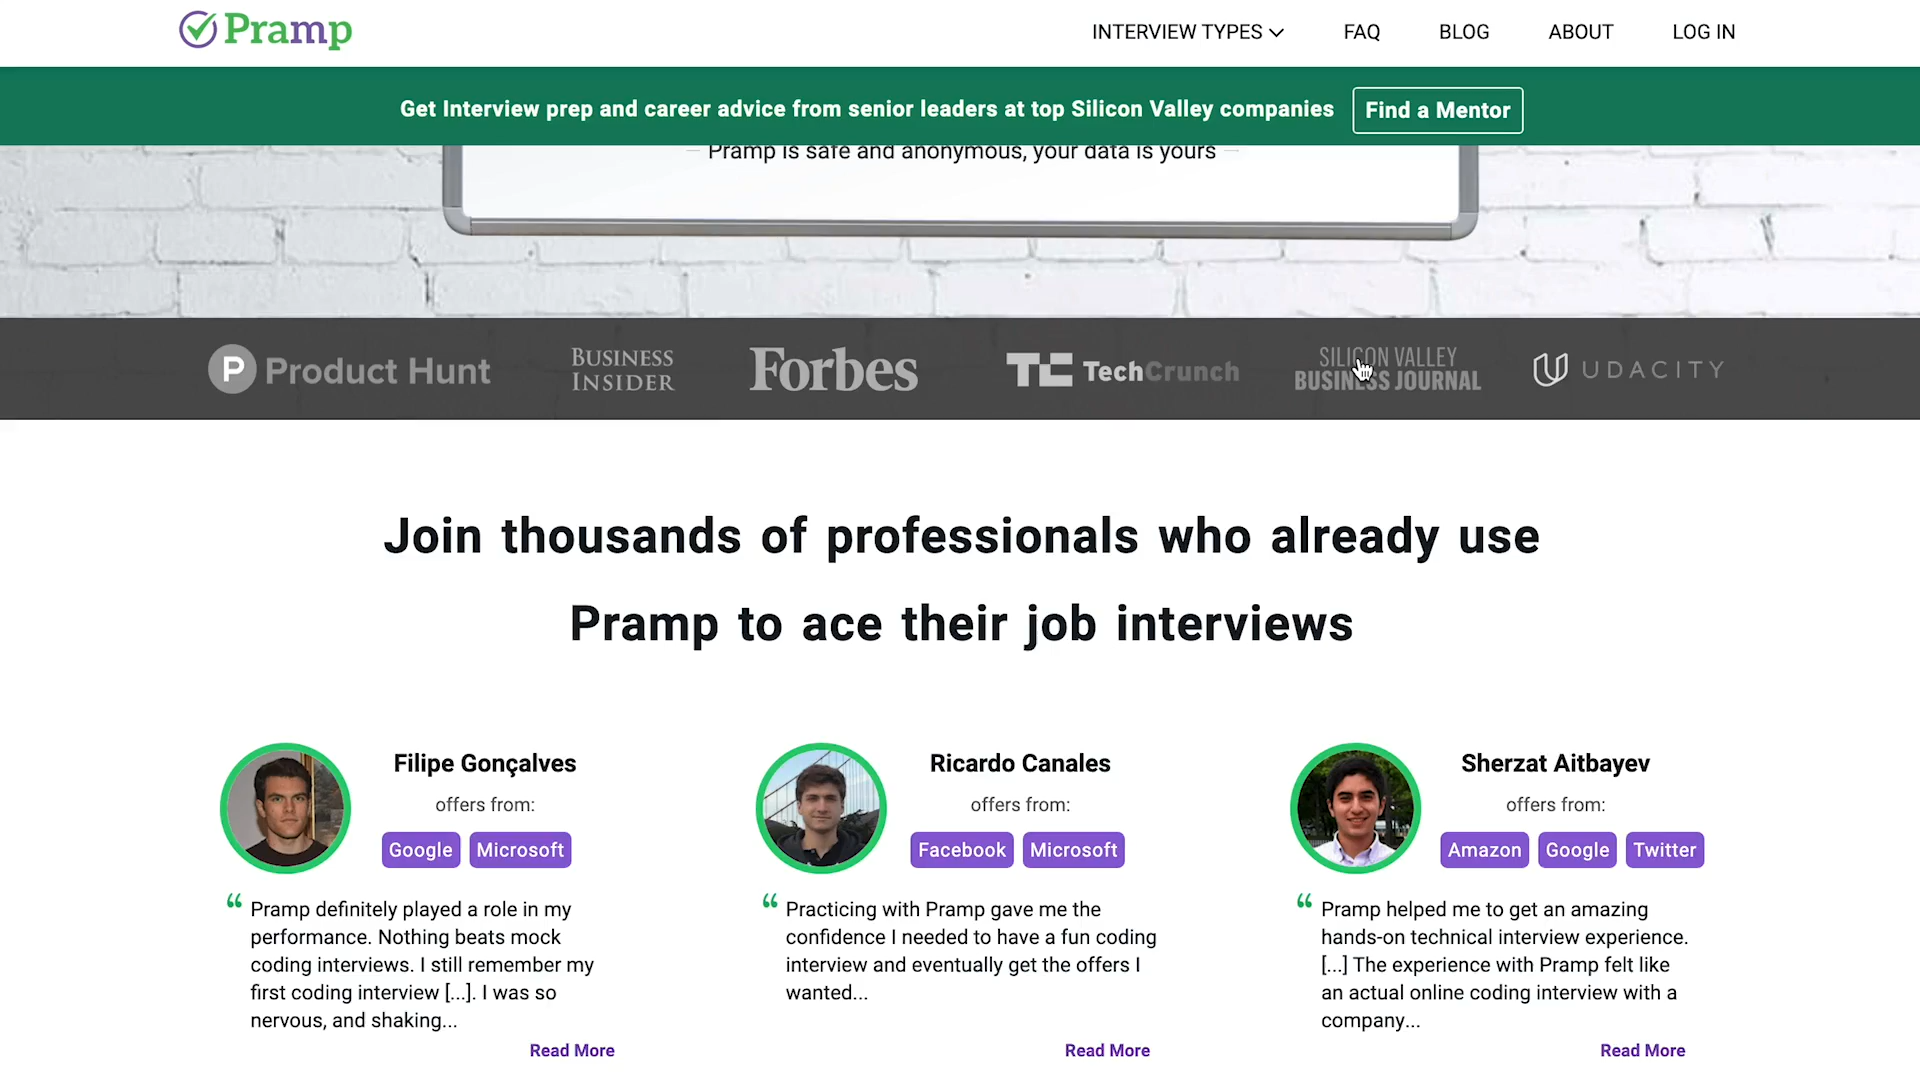 Pramp
INTERVIEW TYPES
FAQ
BLOG
ABOUT
LOG IN
Get Interview prep and career advice from senior leaders at top Silicon Valley companies
Find a Mentor
Pramp is safe and anonymous, your data is yours
P Product Hunt
BUSINESS
INSIDER
Forbes
TC TechCrunch
SILICON VALLEY
BUSINESS JOURNAL
UDACITY
Join thousands of professionals who already use
Pramp to ace their job interviews
Filipe Gonçalves
offers from:
Google Microsoft
“ Pramp definitely played a role in my
performance. Nothing beats mock
coding interviews. I still remember my
first coding interview [...]. I was so
nervous, and shaking...
Read More
Ricardo Canales
offers from:
Facebook Microsoft
“ Practicing with Pramp gave me the
confidence I needed to have a fun coding
interview and eventually get the offers I
wanted...
Read More
Sherzat Aitbayev
offers from:
Amazon Google Twitter
“ Pramp helped me to get an amazing
hands-on technical interview experience.
[...] The experience with Pramp felt like
an actual online coding interview with a
company...
Read More